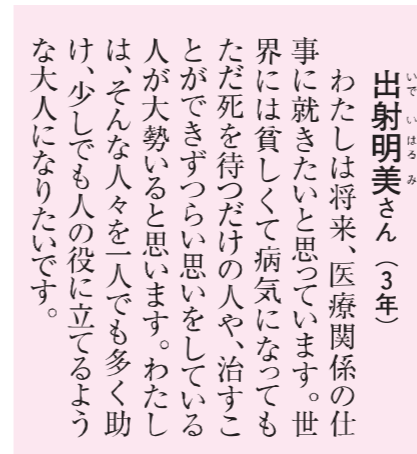 出射明美さん（3年）
いで い はる み
わたしは将来、医療関係の仕
事に就きたいと思っています。世
界には貧しくて病気になっても
ただ死を待つだけの人や、治すこ
とができずつらい思いをしている
人が大勢いると思います。わたし
は、そんな人々を一人でも多く助
け、少しでも人の役に立てるよう
な大人になりたいです。